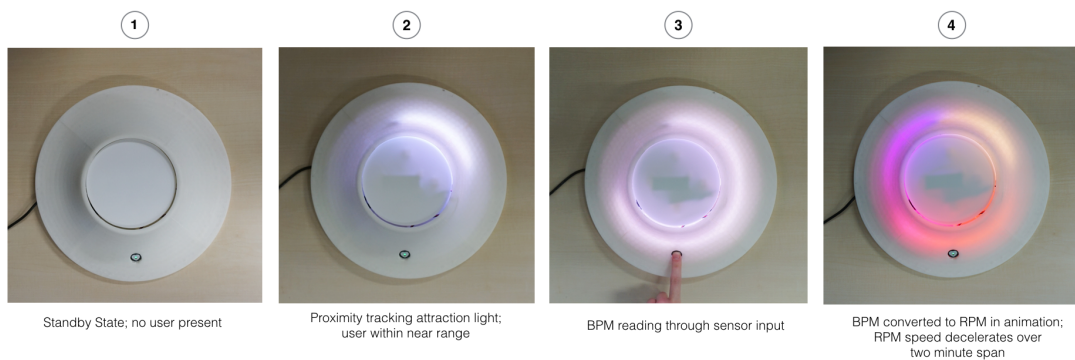 1
2
3
4
Standby State; no user present
Proximity tracking attraction light;
user within near range
BPM reading through sensor input
BPM converted to RPM in animation;
RPM speed decelerates over
two minute span